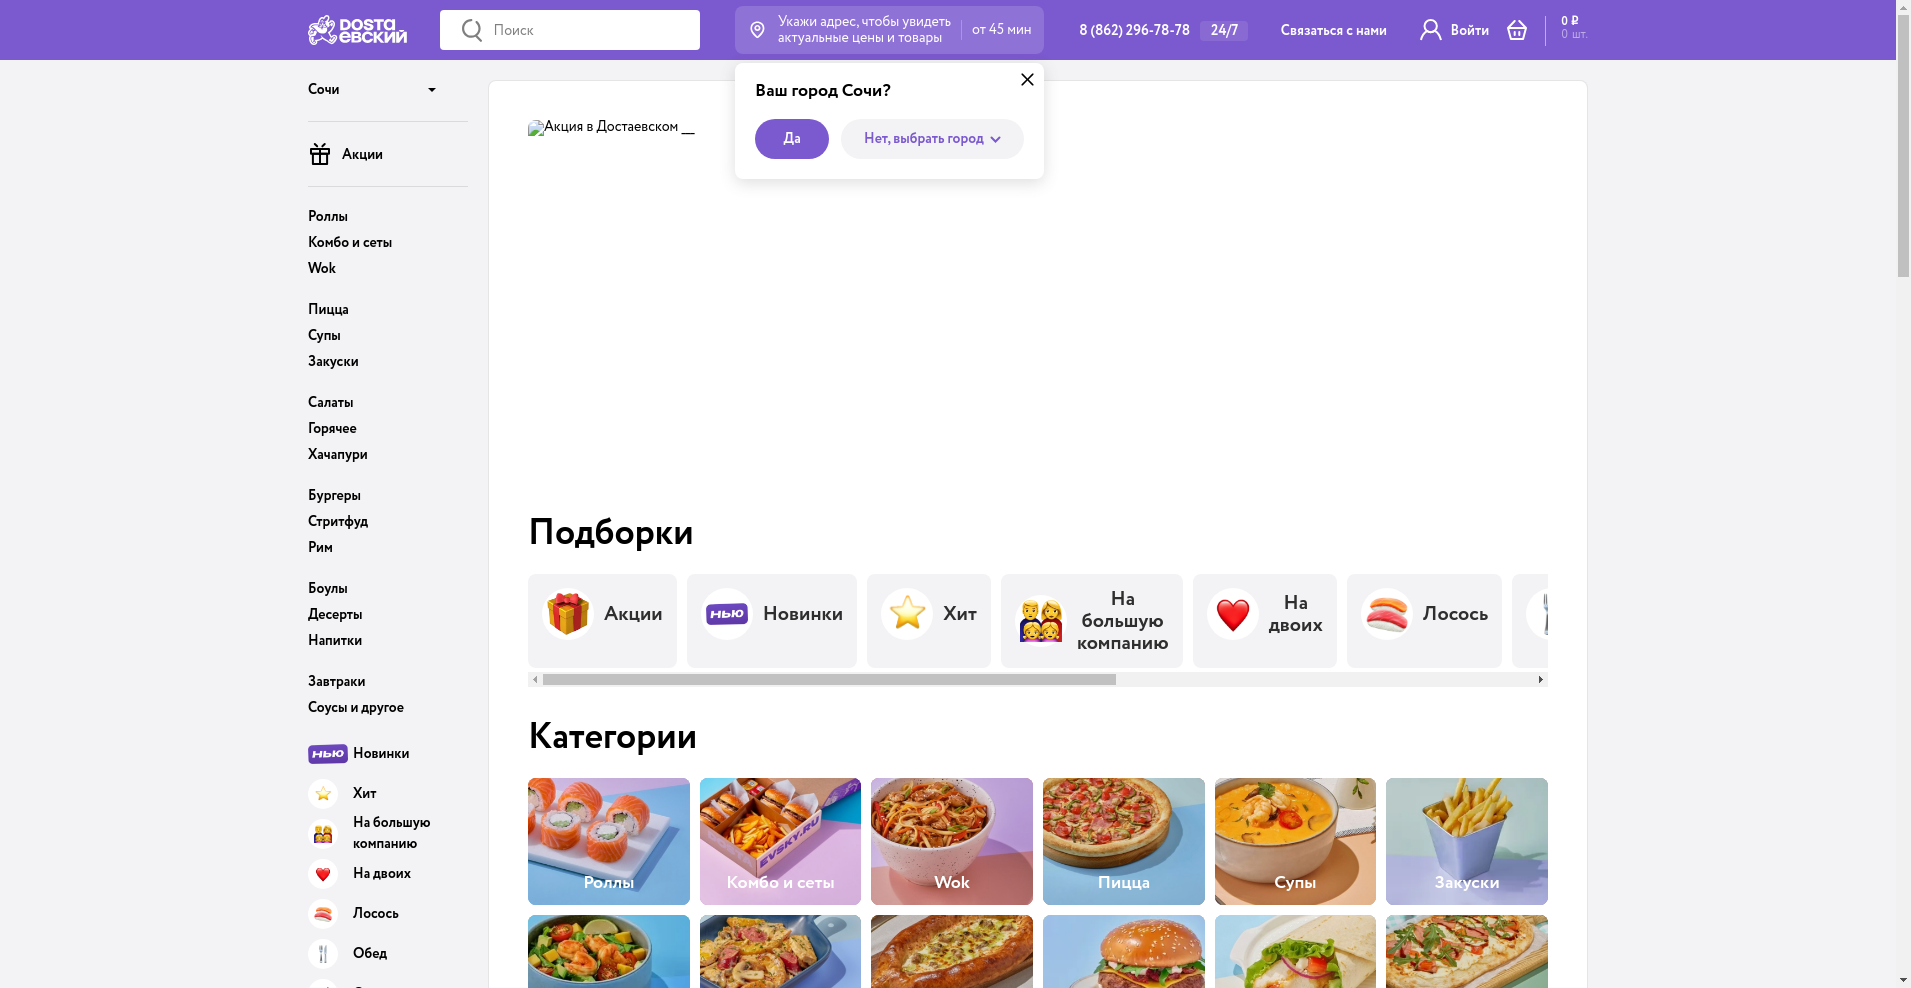 DOSTA
ЕВСКИЙ
Поиск
Укажи адрес, чтобы увидеть
актуальные цены и товары
от 45 мин
8 (862) 296-78-78
24/7
Связаться с нами
Войти
0 ₽
0 шт.
Ваш город Сочи?
Да
Нет, выбрать город
Сочи
Акции
Роллы
Комбо и сеты
Wok
Пицца
Супы
Закуски
Салаты
Горячее
Хачапури
Бургеры
Стритфуд
Рим
Боулы
Десерты
Напитки
Завтраки
Соусы и другое
НЬЮ
Новинки
Хит
На большую
компанию
На двоих
Лосось
Обед
Акция в Достаевском __
Подборки
Акции
НЬЮ
Новинки
Хит
На
большую
компанию
На
двоих
Лосось
Категории
Роллы
EVSKY.RU
Комбо и сеты
Wok
Пицца
Супы
Закуски